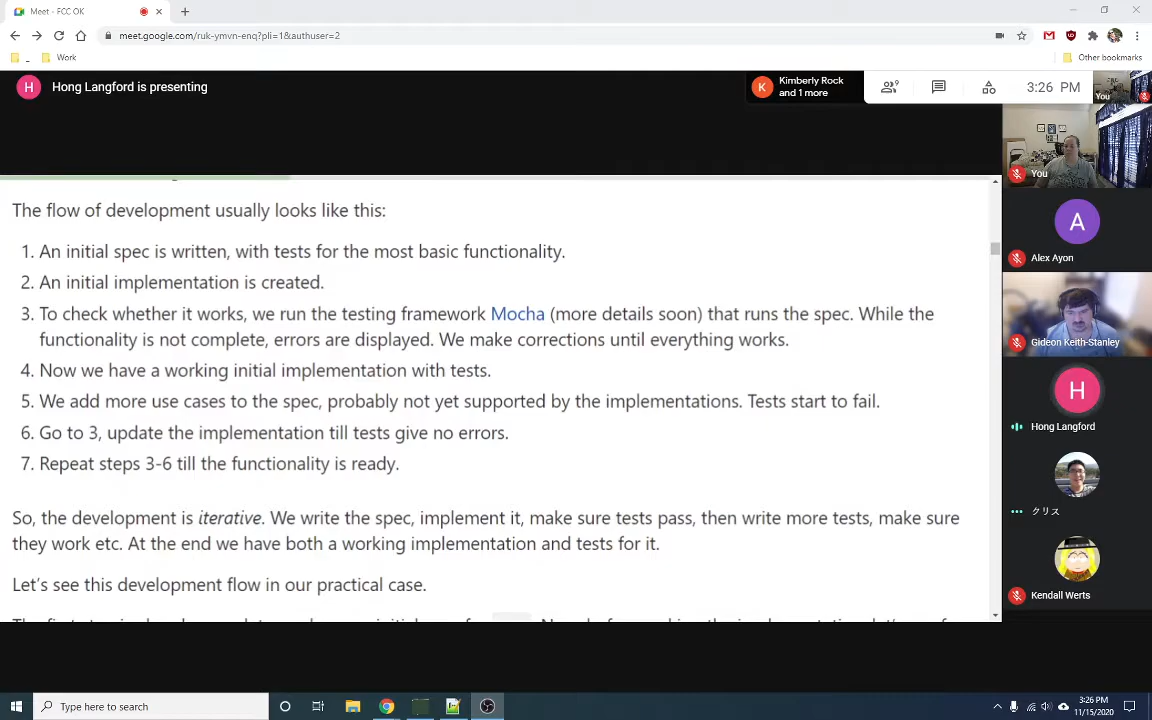 Meet - FCC OK
meet.google.com/ruk-ymvn-enq?pli=1&authuser=2
_
Work
Other bookmarks
H
Hong Langford is presenting
K
Kimberly Rock
and 1 more
3:26 PM
You
You
The flow of development usually looks like this:
1. An initial spec is written, with tests for the most basic functionality.
2. An initial implementation is created.
3. To check whether it works, we run the testing framework Mocha (more details soon) that runs the spec. While the
functionality is not complete, errors are displayed. We make corrections until everything works.
4. Now we have a working initial implementation with tests.
5. We add more use cases to the spec, probably not yet supported by the implementations. Tests start to fail.
6. Go to 3, update the implementation till tests give no errors.
7. Repeat steps 3-6 till the functionality is ready.
So, the development is iterative. We write the spec, implement it, make sure tests pass, then write more tests, make sure
they work etc. At the end we have both a working implementation and tests for it.
Let's see this development flow in our practical case.
A
Alex Ayon
Gideon Keith-Stanley
H
Hong Langford
クリス
Kendall Werts
Type here to search
3:26 PM
11/15/2020